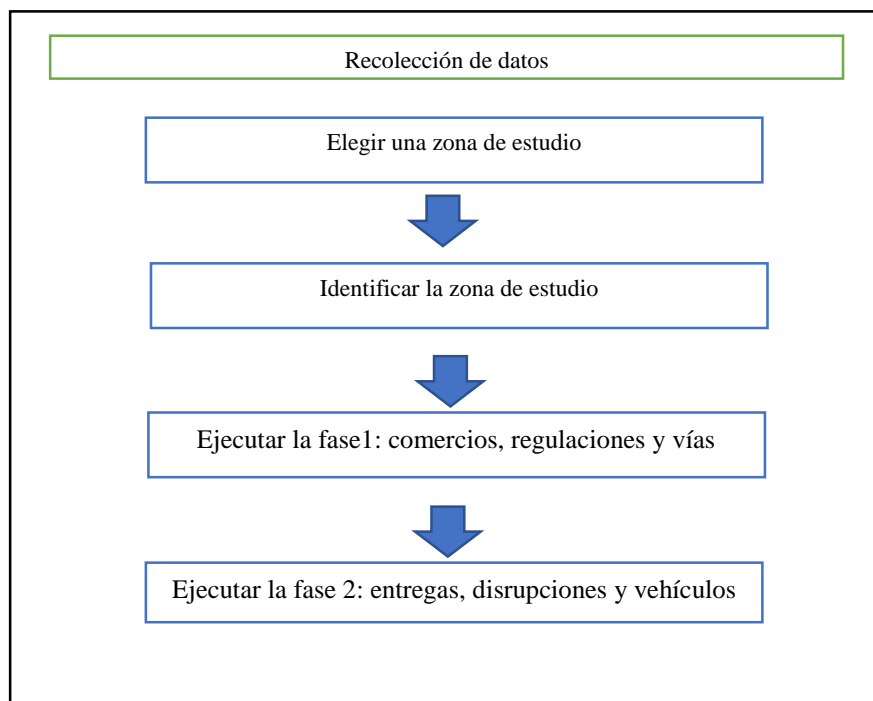 Recolección de datos
Elegir una zona de estudio
Identificar la zona de estudio
Ejecutar la fase1: comercios, regulaciones y vías
Ejecutar la fase 2: entregas, disrupciones y vehículos